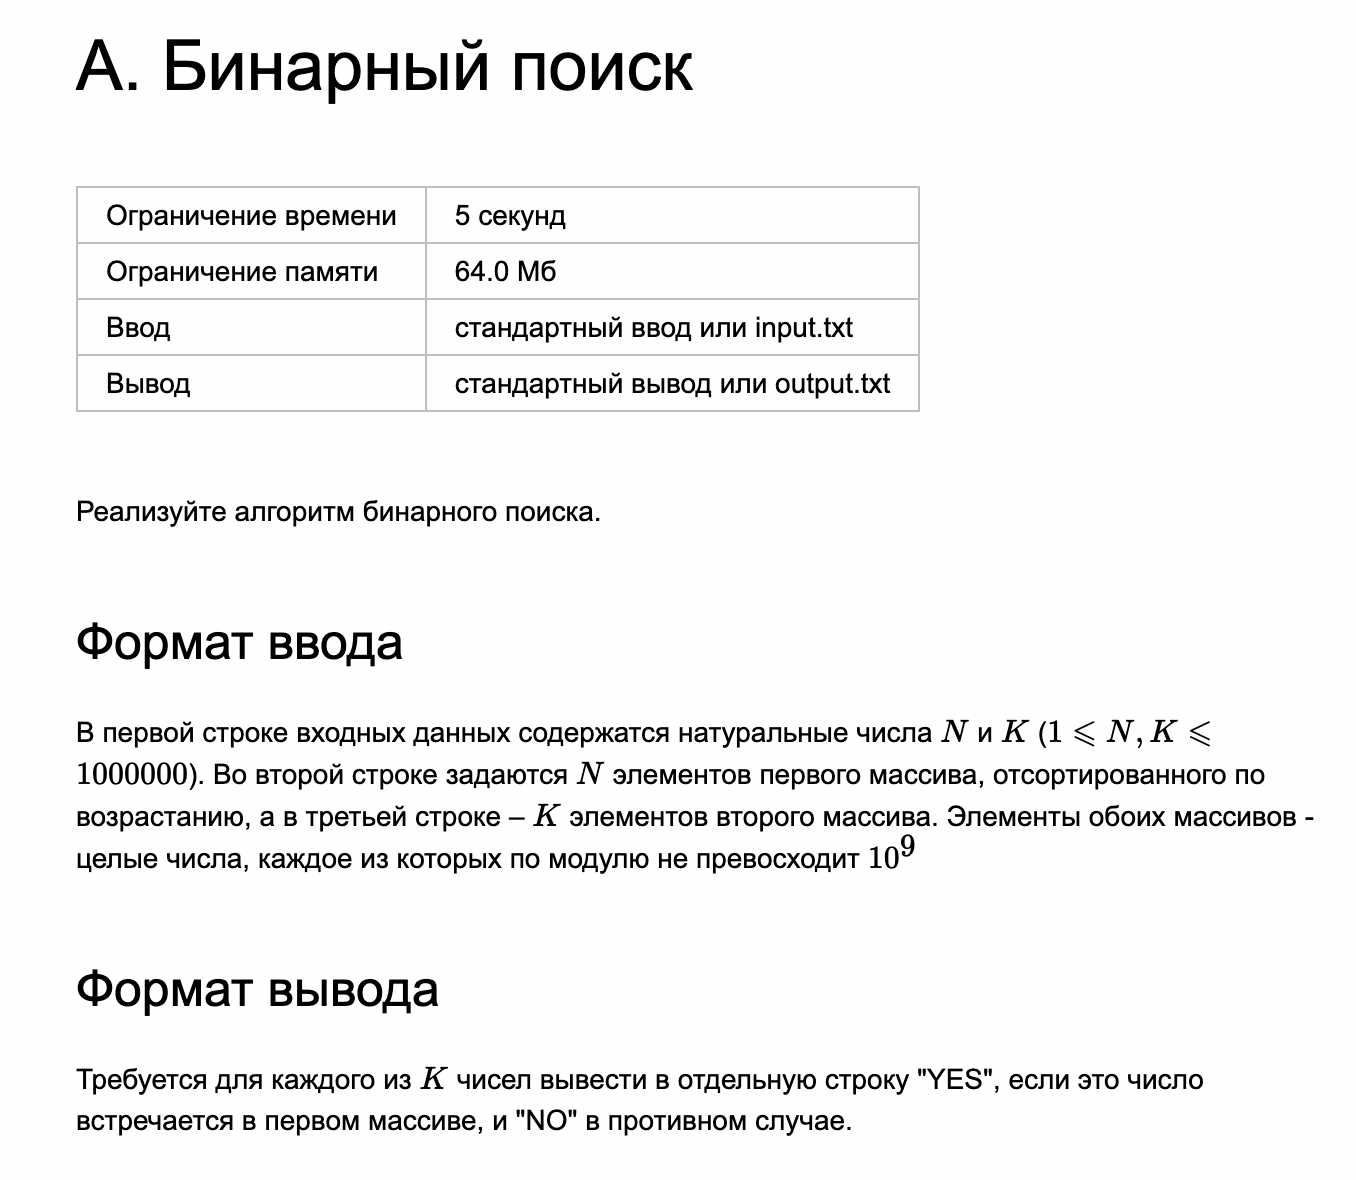 А. Бинарный поиск
Ограничение времени 5 секунд
Ограничение памяти 64.0 Мб
Ввод стандартный ввод или input.txt
Вывод стандартный вывод или output.txt
Реализуйте алгоритм бинарного поиска.
Формат ввода
В первой строке входных данных содержатся натуральные числа N и K (1 ⩽ N, K ⩽
1000000). Во второй строке задаются N элементов первого массива, отсортированного по
возрастанию, а в третьей строке – K элементов второго массива. Элементы обоих массивов -
целые числа, каждое из которых по модулю не превосходит 10⁹
Формат вывода
Требуется для каждого из K чисел вывести в отдельную строку "YES", если это число
встречается в первом массиве, и "NO" в противном случае.